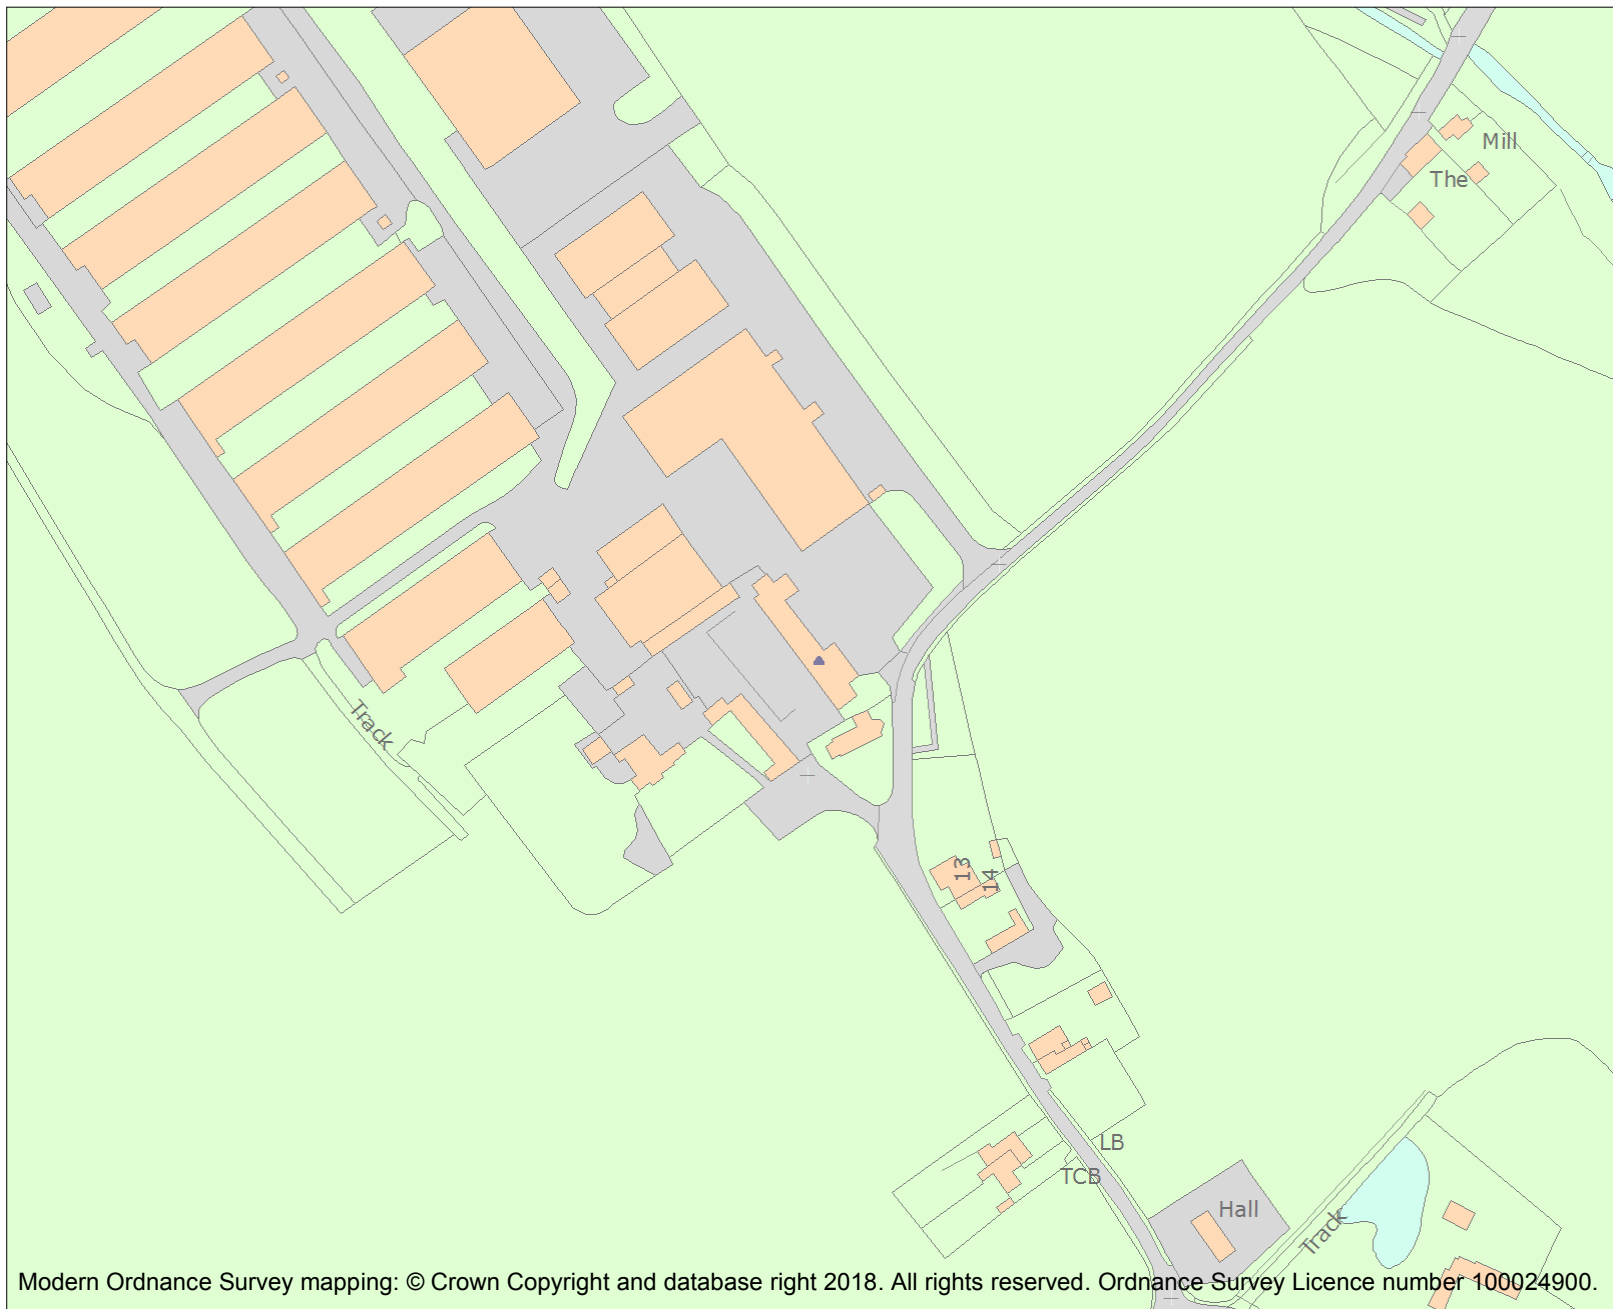 Mill
The
Track
13
14
LB
TCB
Hall
Track
Modern Ordnance Survey mapping: © Crown Copyright and database right 2018. All rights reserved. Ordnance Survey Licence number 100024900.